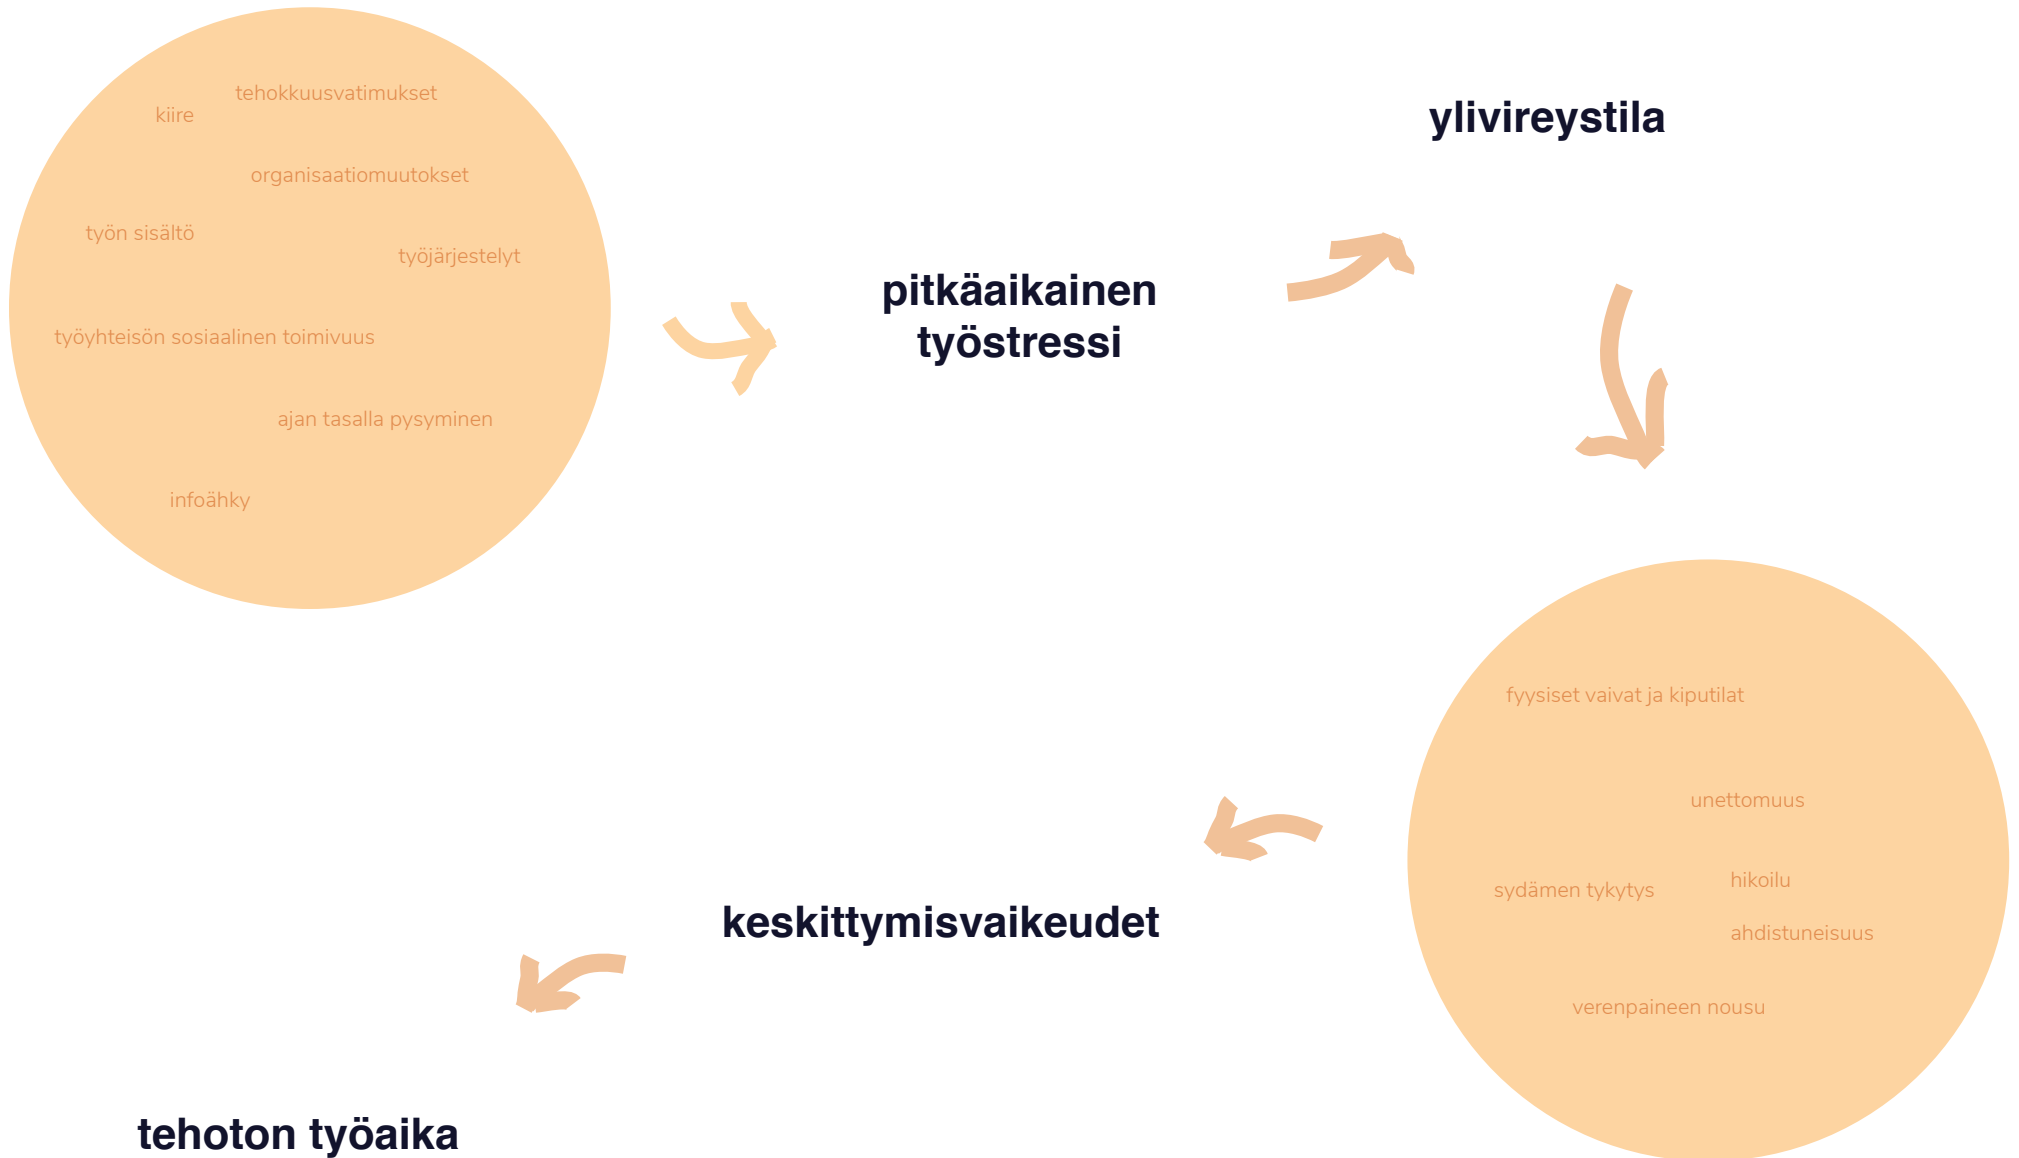 tehokkuusvatimukset
kiire
organisaatiomuutokset
työn sisältö
työjärjestelyt
työyhteisön sosiaalinen toimivuus
ajan tasalla pysyminen
infoähky
pitkäaikainen
työstressi
ylivireystila
fyysiset vaivat ja kiputilat
unettomuus
hikoilu
sydämen tykytys
ahdistuneisuus
verenpaineen nousu
keskittymisvaikeudet
tehoton työaika